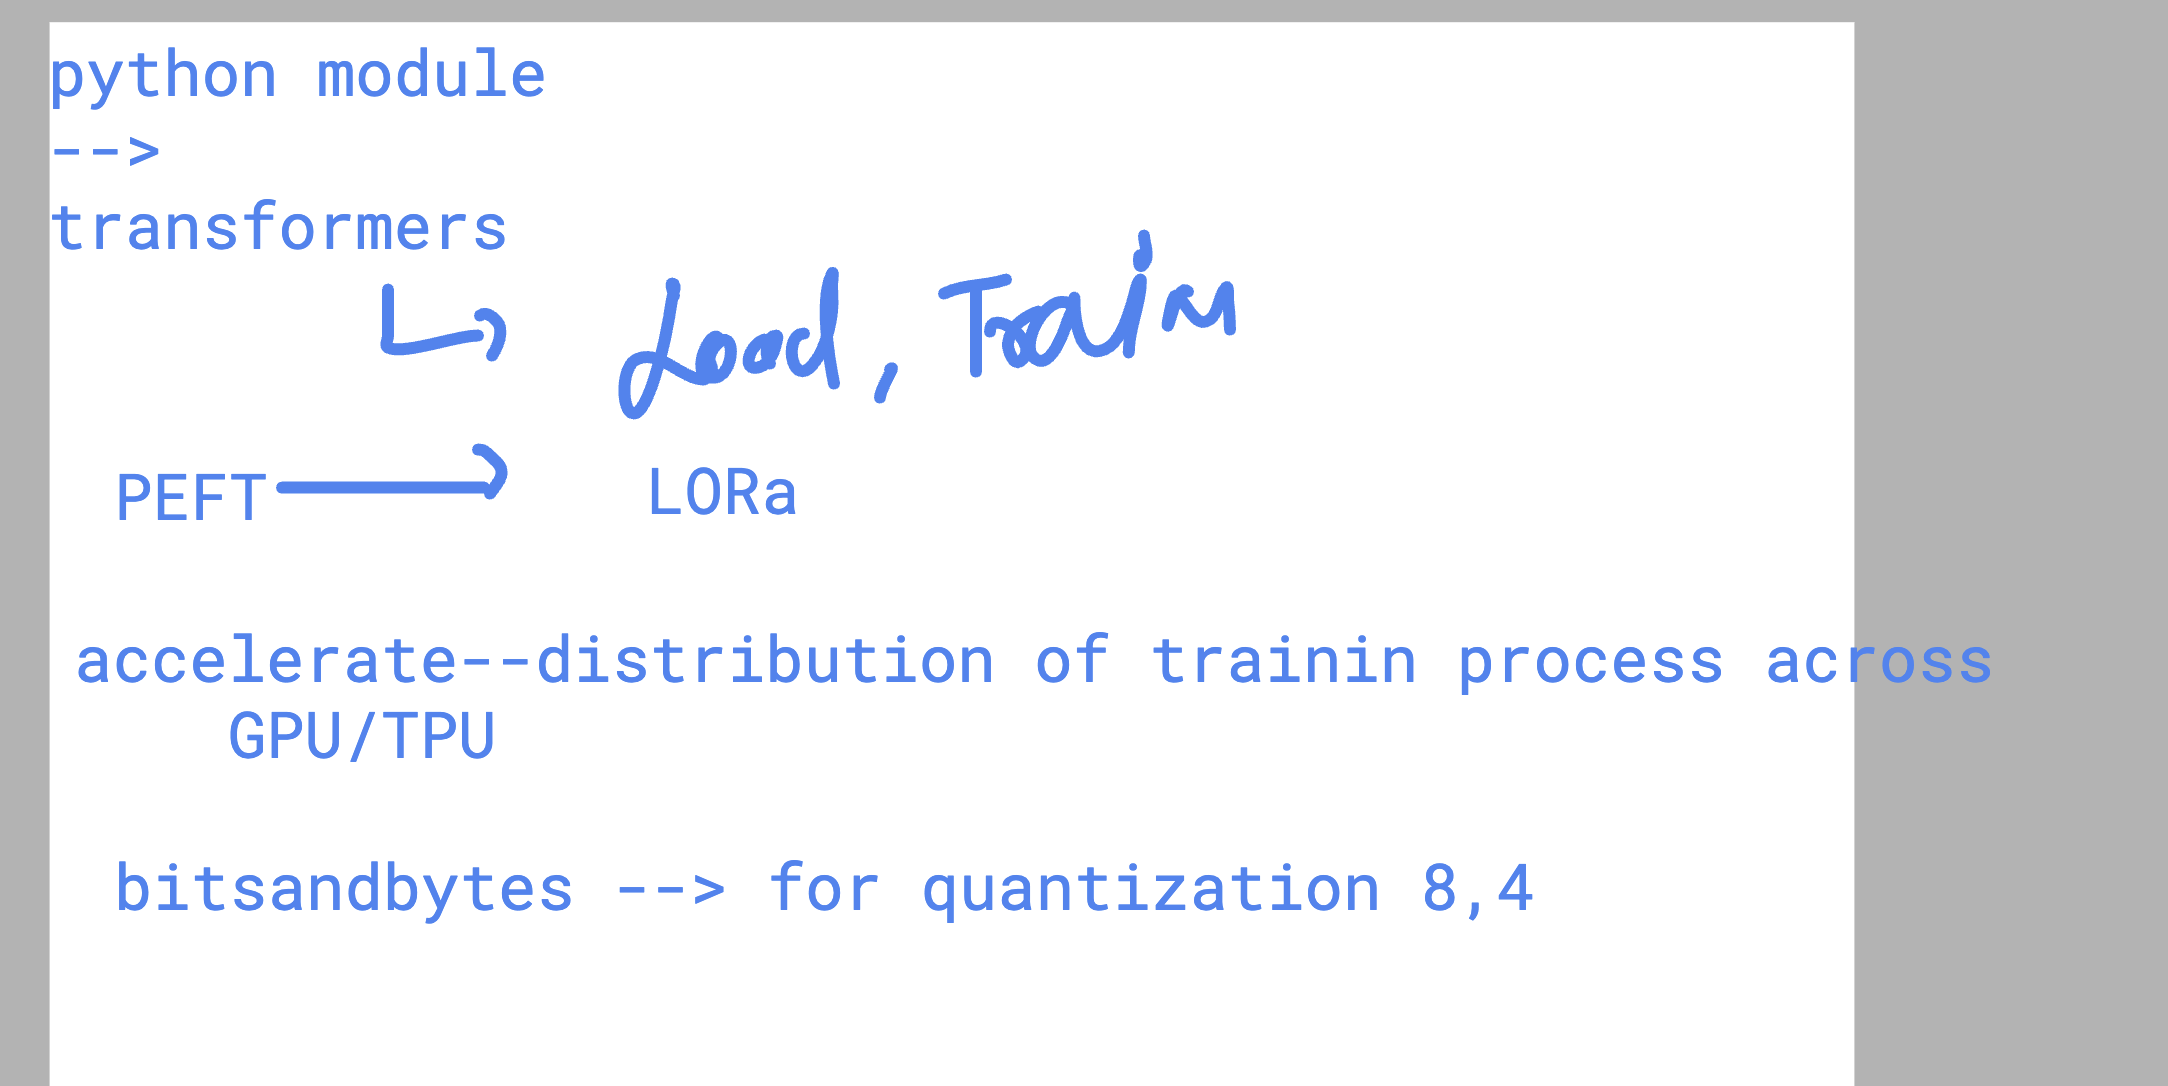 python module
-->
transformers
Load, Train
PEFT LORa
accelerate--distribution of trainin process across
GPU/TPU
bitsandbytes --> for quantization 8,4